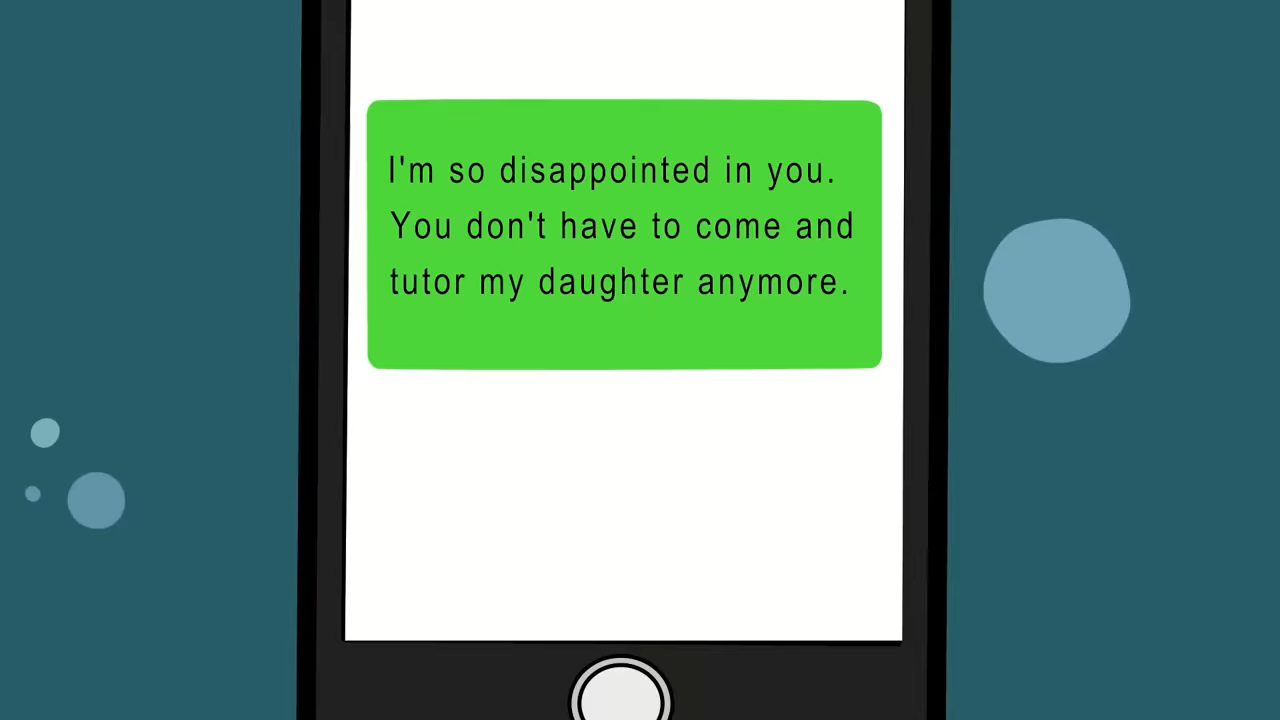 I'm so disappointed in you.
You don't have to come and
tutor my daughter anymore.